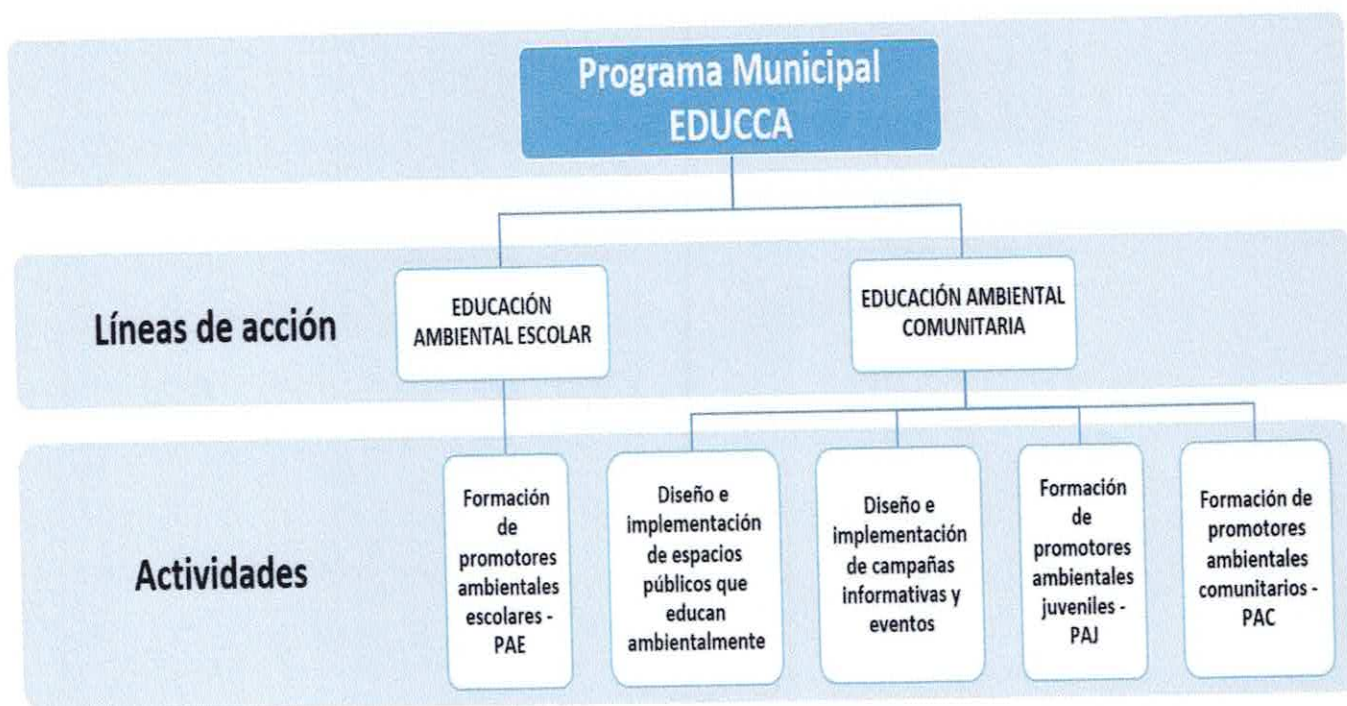 Programa Municipal
EDUCCA
Líneas de acción
EDUCACIÓN
AMBIENTAL ESCOLAR
EDUCACIÓN AMBIENTAL
COMUNITARIA
Actividades
Formación
de
promotores
ambientales
escolares -
PAE
Diseño e
implementación
de espacios
públicos que
educan
ambientalmente
Diseño e
implementación
de campañas
informativas y
eventos
Formación
de
promotores
ambientales
juveniles -
PAJ
Formación de
promotores
ambientales
comunitarios -
PAC